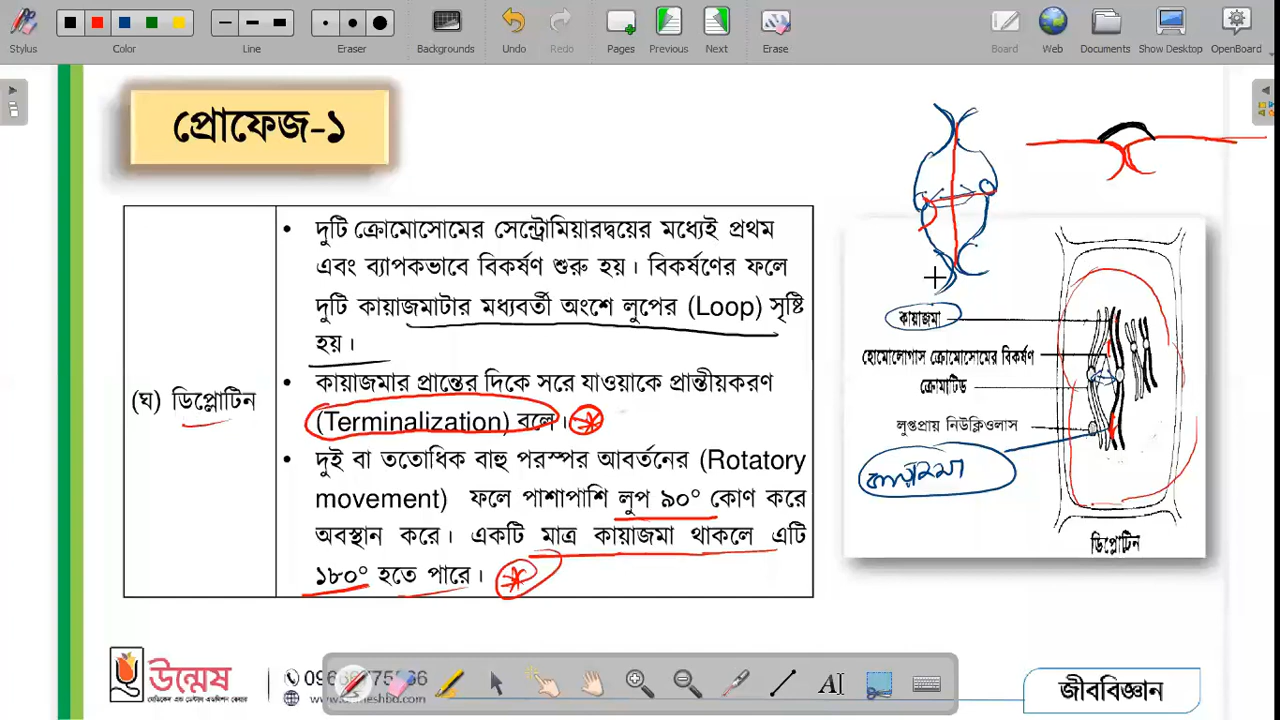 Stylus
Color
Line
Eraser
Backgrounds
Undo
Redo
Pages
Previous
Next
Erase
Board
Web
Documents
Show Desktop
OpenBoard
প্রোফেজ-১
(ঘ) ডিপ্লোটিন
• দুটি ক্রোমোসোমের সেন্ট্রোমিয়ারদ্বয়ের মধ্যেই প্রথম
এবং ব্যাপকভাবে বিকর্ষণ শুরু হয়। বিকর্ষণের ফলে
দুটি কায়াজমাটার মধ্যবর্তী অংশে লুপের (Loop) সৃষ্টি
হয়।
• কায়াজমার প্রান্তের দিকে সরে যাওয়াকে প্রান্তীয়করণ
(Terminalization) বলে।
• দুই বা ততোধিক বাহু পরস্পর আবর্তনের (Rotatory
movement) ফলে পাশাপাশি লুপ ৯০° কোণ করে
অবস্থান করে। একটি মাত্র কায়াজমা থাকলে এটি
১৮০° হতে পারে।
কায়াজমা
হোমোলোগাস ক্রোমোসোমের বিকর্ষণ
ক্রোমাটিড
লুপ্তপ্রায় নিউক্লিওলাস
কায়াজমা
ডিপ্লোটিন
উন্মেষ
জীববিজ্ঞান